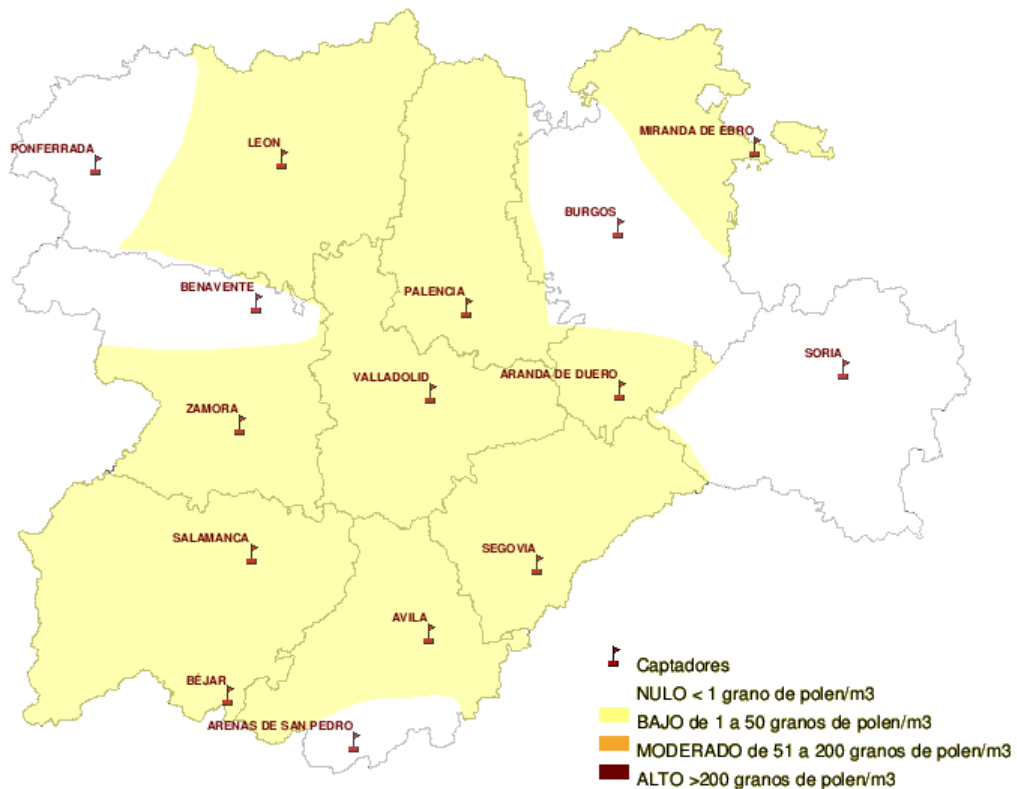 MIRANDA DE EBRO
LEON
PONFERRADA
BURGOS
BENAVENTE
PALENCIA
SORIA
VALLADOLID
ARANDA DE DUERO
ZAMORA
SALAMANCA
SEGOVIA
AVILA
BÉJAR
ARENAS DE SAN PEDRO
Captadores
NULO < 1 grano de polen/m3
BAJO de 1 a 50 granos de polen/m3
MODERADO de 51 a 200 granos de polen/m3
ALTO >200 granos de polen/m3